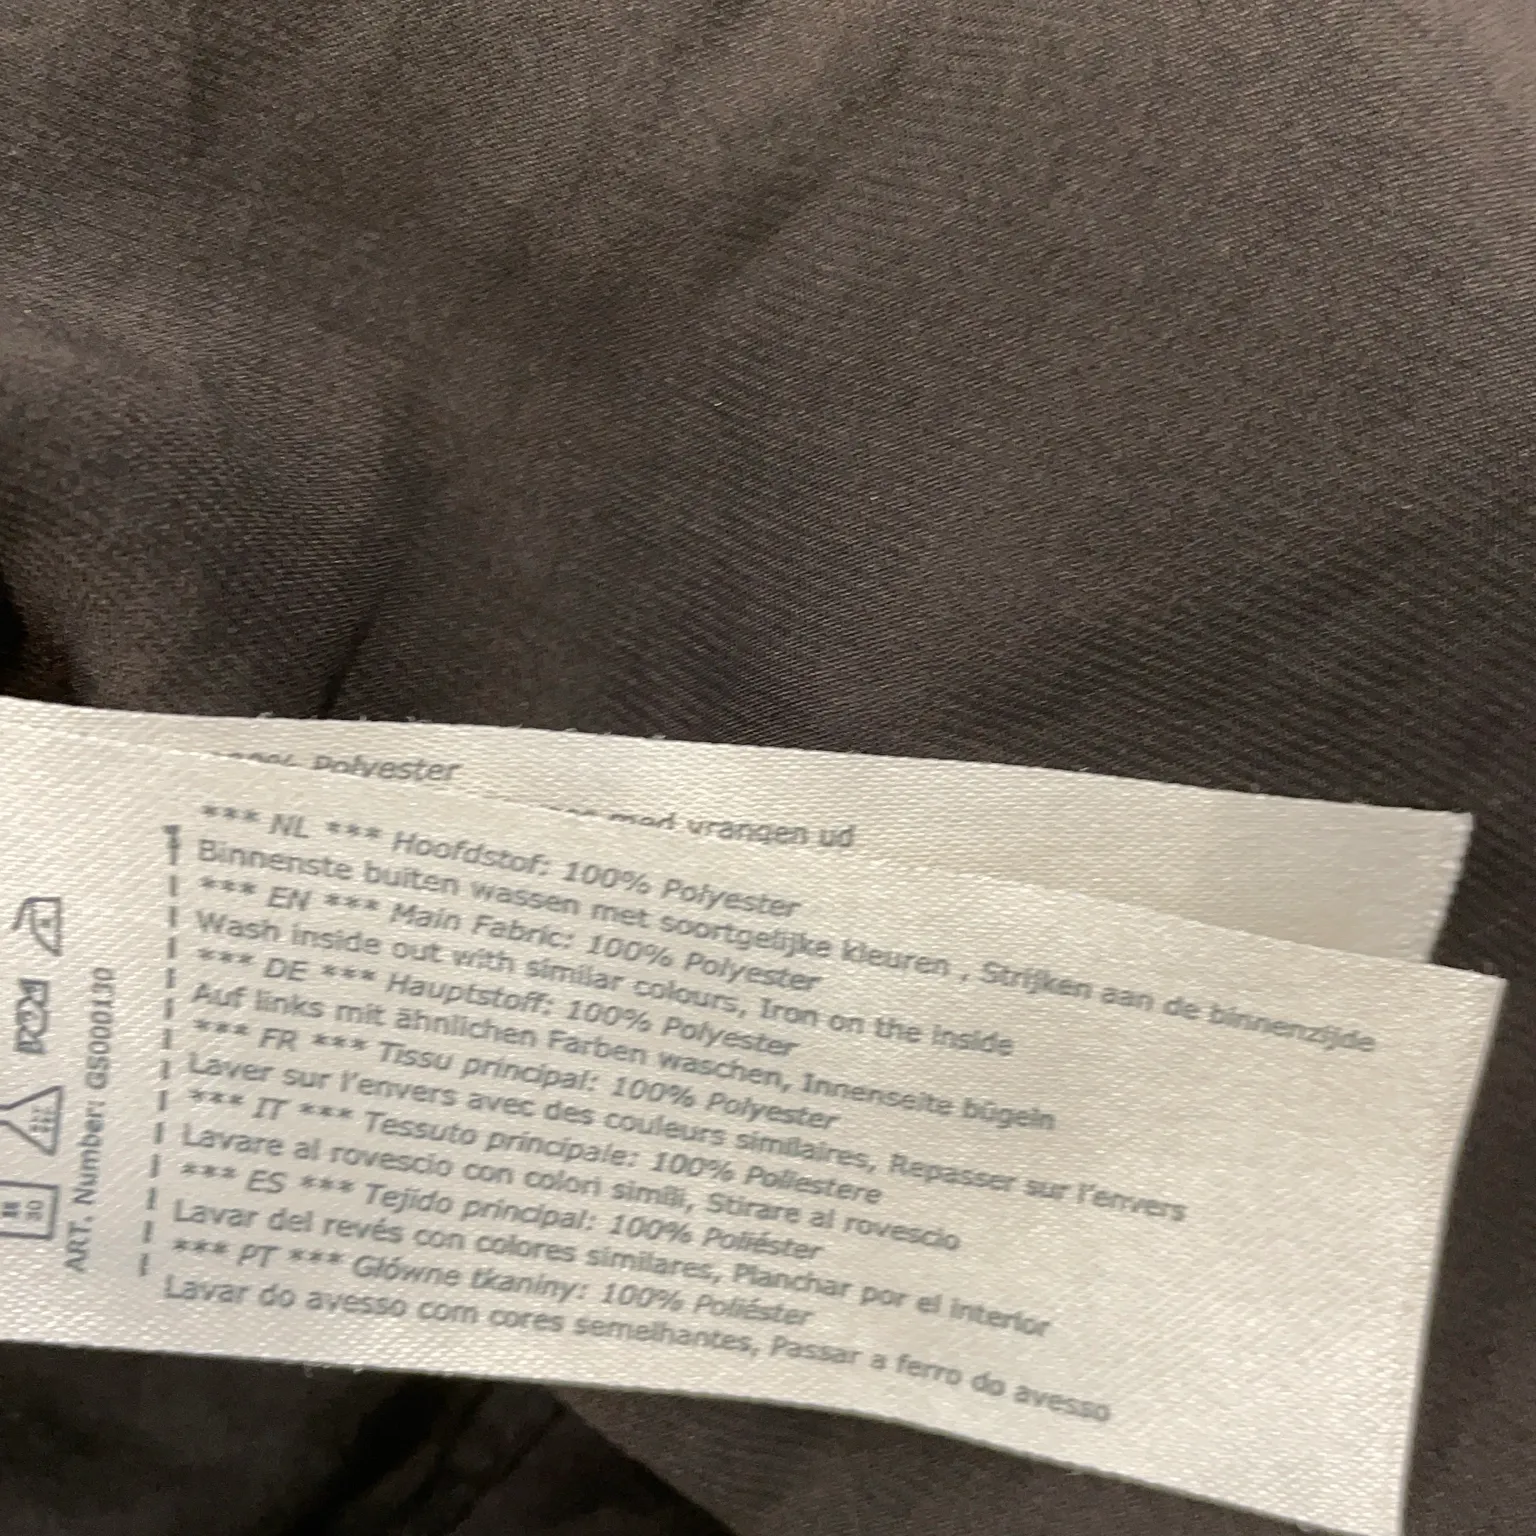 Polyester
med vrangen ud
*** NL *** Hoofdstof: 100% Polyester
Binnenste buiten wassen met soortgelijke kleuren , Strijken aan de binnenzijde
*** EN *** Main Fabric: 100% Polyester
Wash inside out with similar colours, Iron on the inside
*** DE *** Hauptstoff: 100% Polyester
Auf links mit ähnlichen Farben waschen, Innenseite bügeln
*** FR *** Tissu principal: 100% Polyester
Laver sur l'envers avec des couleurs similaires, Repasser sur l'envers
*** IT *** Tessuto principale: 100% Poliestere
Lavare al rovescio con colori simili, Stirare al rovescio
*** ES *** Tejido principal: 100% Poliéster
Lavar del revés con colores similares, Planchar por el interior
*** PT *** Główne tkaniny: 100% Poliéster
Lavar do avesso com cores semelhantes, Passar a ferro do avesso
ART. Number: GS000130
30